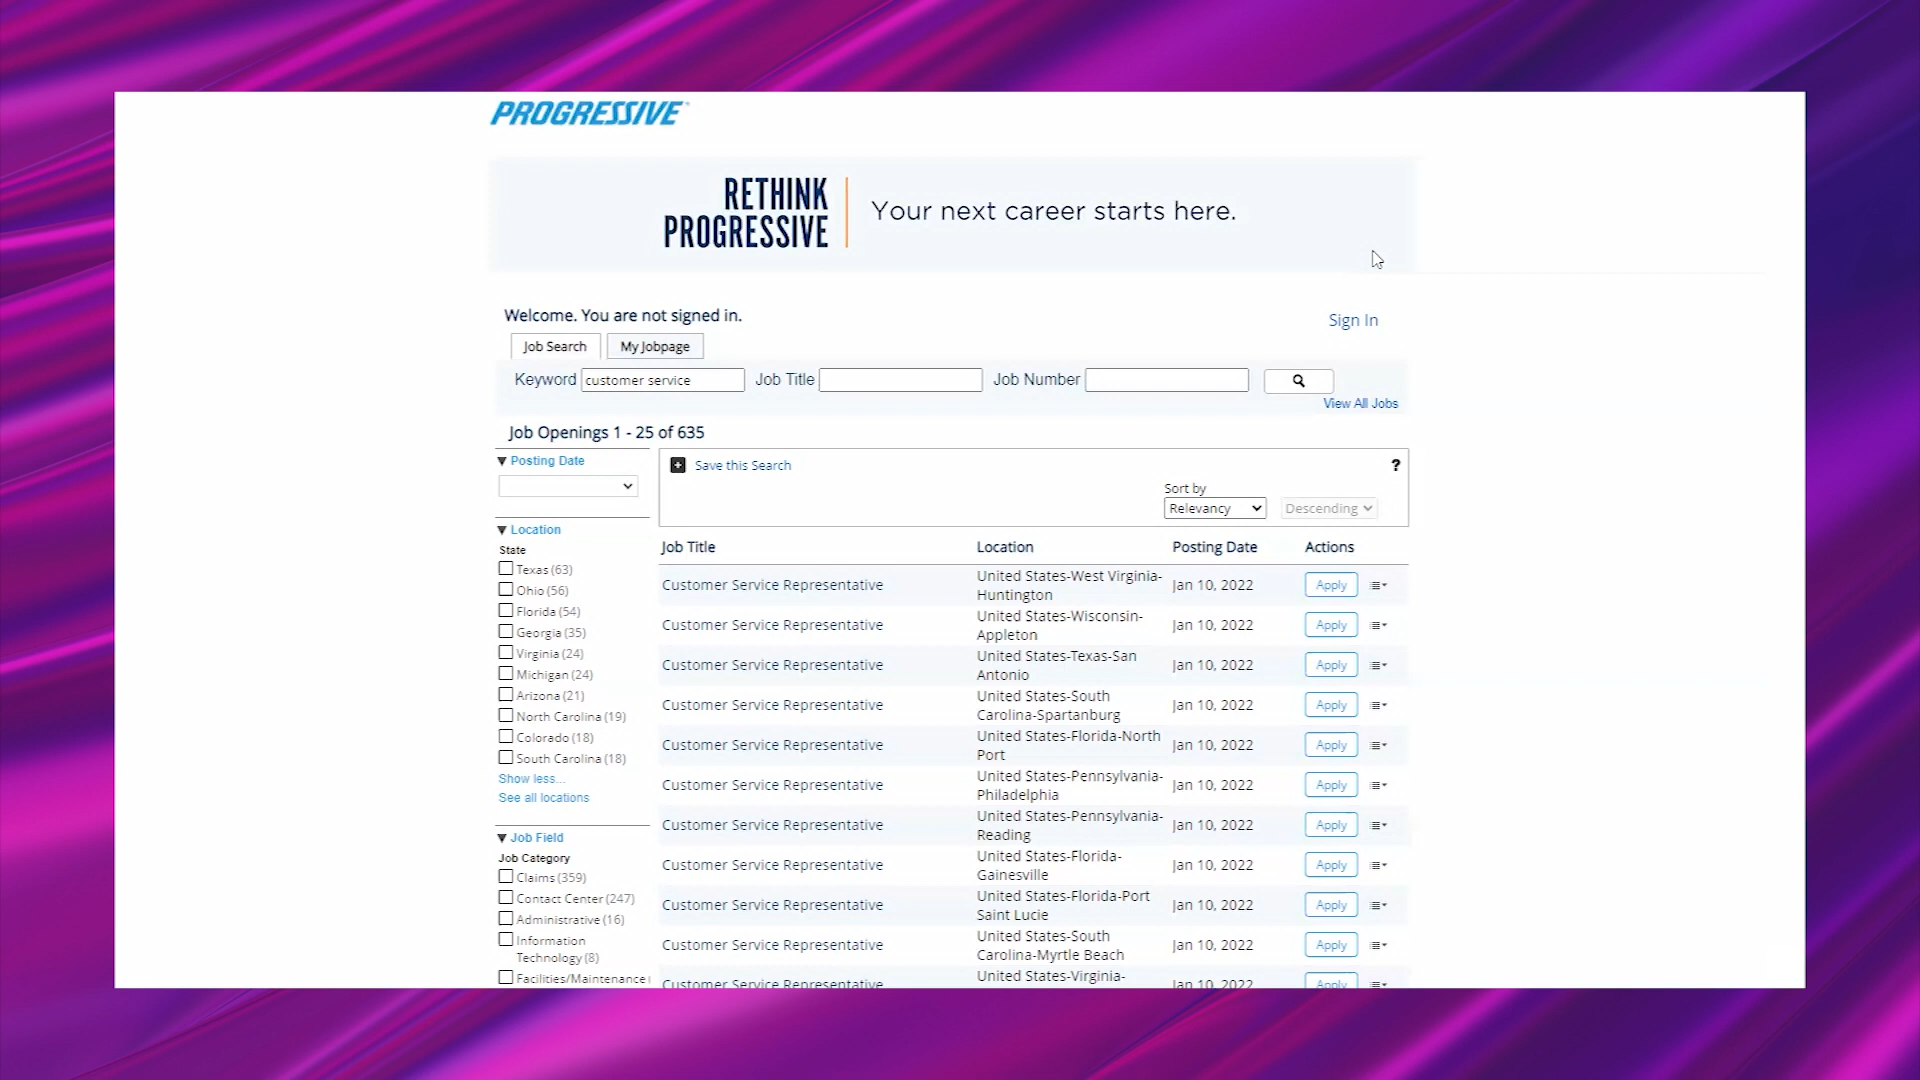 PROGRESSIVE
RETHINK
PROGRESSIVE
Your next career starts here.
Welcome. You are not signed in.
Sign In
Job Search
My Jobpage
Keyword customer service Job Title Job Number
View All Jobs
Job Openings 1 - 25 of 635
Posting Date
Save this Search ?
Sort by
Relevancy Descending
Location
State
Texas (63)
Ohio (56)
Florida (54)
Georgia (35)
Virginia (24)
Michigan (24)
Arizona (21)
North Carolina (19)
Colorado (18)
South Carolina (18)
Show less...
See all locations
Job Field
Job Category
Claims (359)
Contact Center (247)
Administrative (16)
Information
Technology (8)
Facilities/Maintenance
Job Title Location Posting Date Actions
Customer Service Representative United States-West Virginia-
Huntington Jan 10, 2022 Apply
Customer Service Representative United States-Wisconsin-
Appleton Jan 10, 2022 Apply
Customer Service Representative United States-Texas-San
Antonio Jan 10, 2022 Apply
Customer Service Representative United States-South
Carolina-Spartanburg Jan 10, 2022 Apply
Customer Service Representative United States-Florida-North
Port Jan 10, 2022 Apply
Customer Service Representative United States-Pennsylvania-
Philadelphia Jan 10, 2022 Apply
Customer Service Representative United States-Pennsylvania-
Reading Jan 10, 2022 Apply
Customer Service Representative United States-Florida-
Gainesville Jan 10, 2022 Apply
Customer Service Representative United States-Florida-Port
Saint Lucie Jan 10, 2022 Apply
Customer Service Representative United States-South
Carolina-Myrtle Beach Jan 10, 2022 Apply
Customer Service Representative United States-Virginia-
Jan 10, 2022 Apply